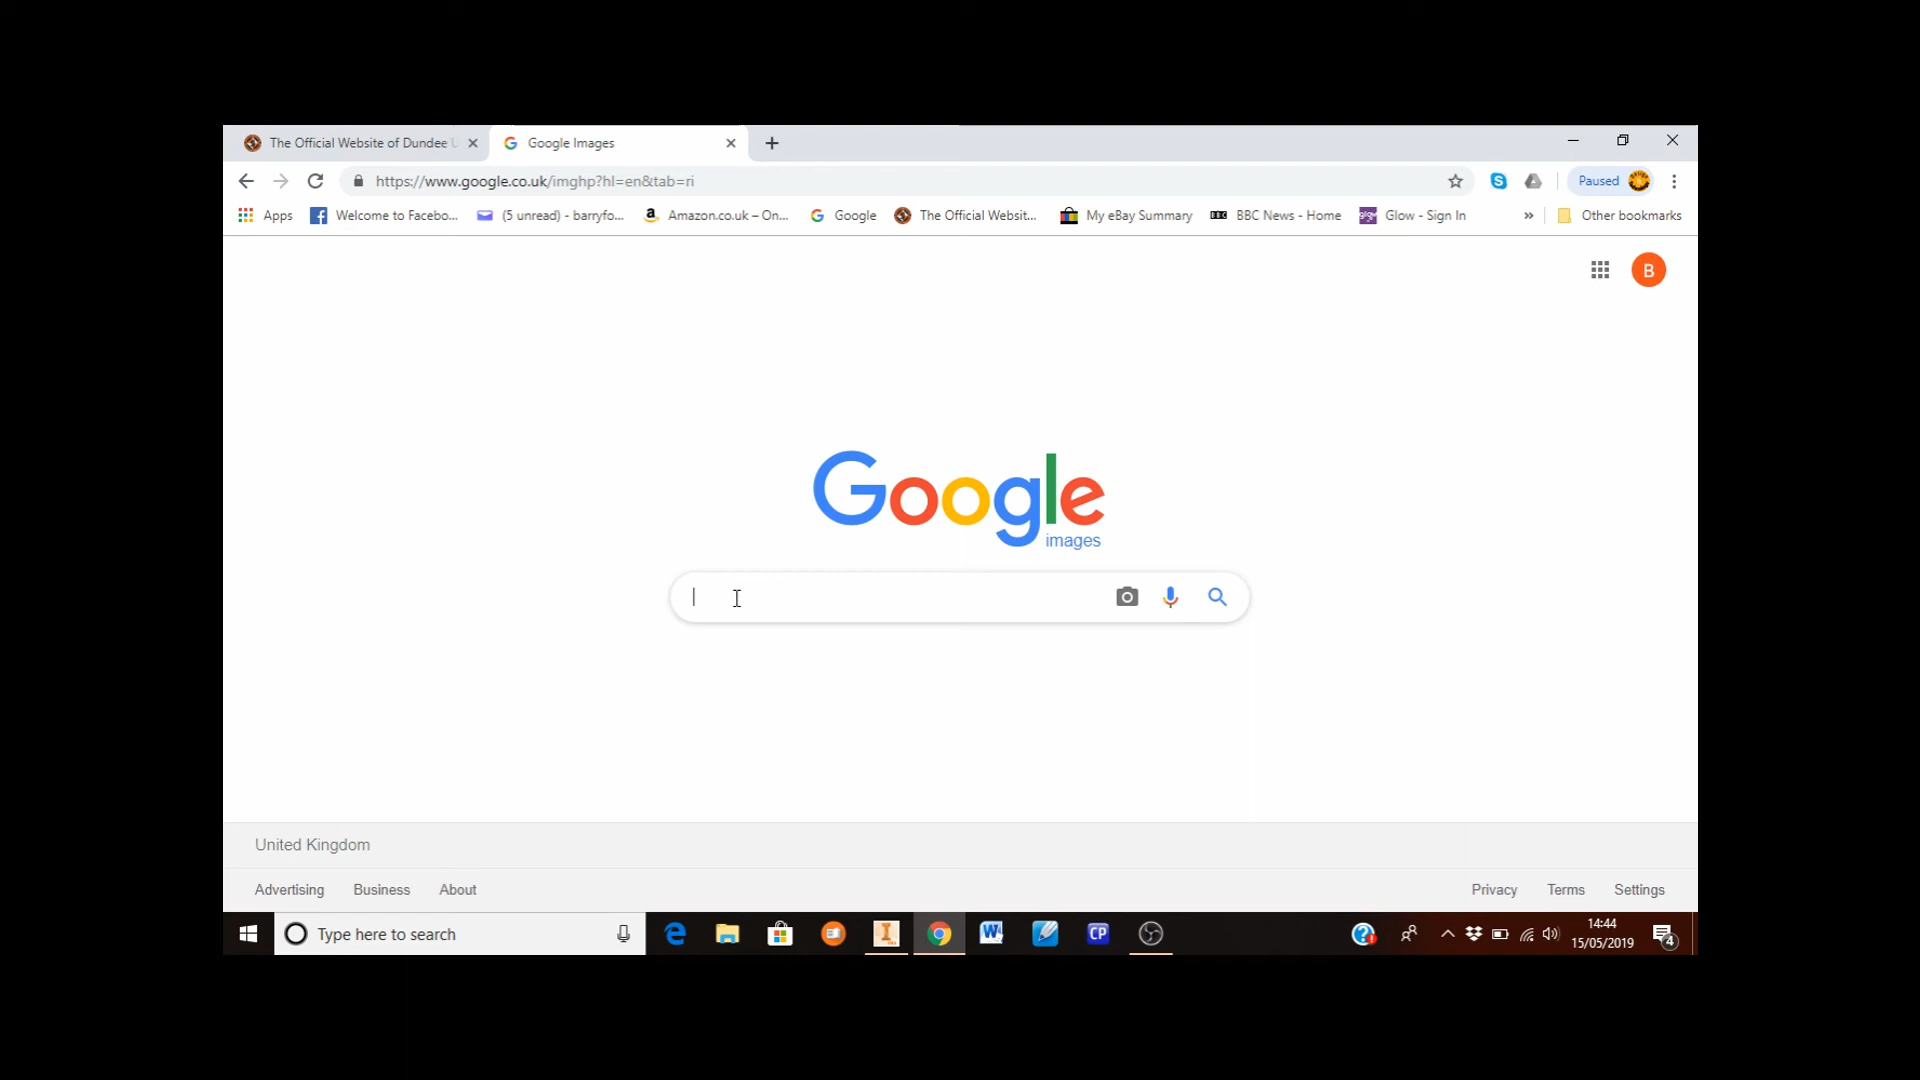 The Official Website of Dundee U
Google Images
https://www.google.co.uk/imghp?hl=en&tab=ri
Paused
Apps
Welcome to Facebo...
(5 unread) - barryfo...
Amazon.co.uk – On...
Google
The Official Websit...
My eBay Summary
BBC News - Home
Glow - Sign In
»
Other bookmarks
B
Google
images
United Kingdom
Advertising Business About
Privacy Terms Settings
Type here to search
CP
14:44
15/05/2019
4